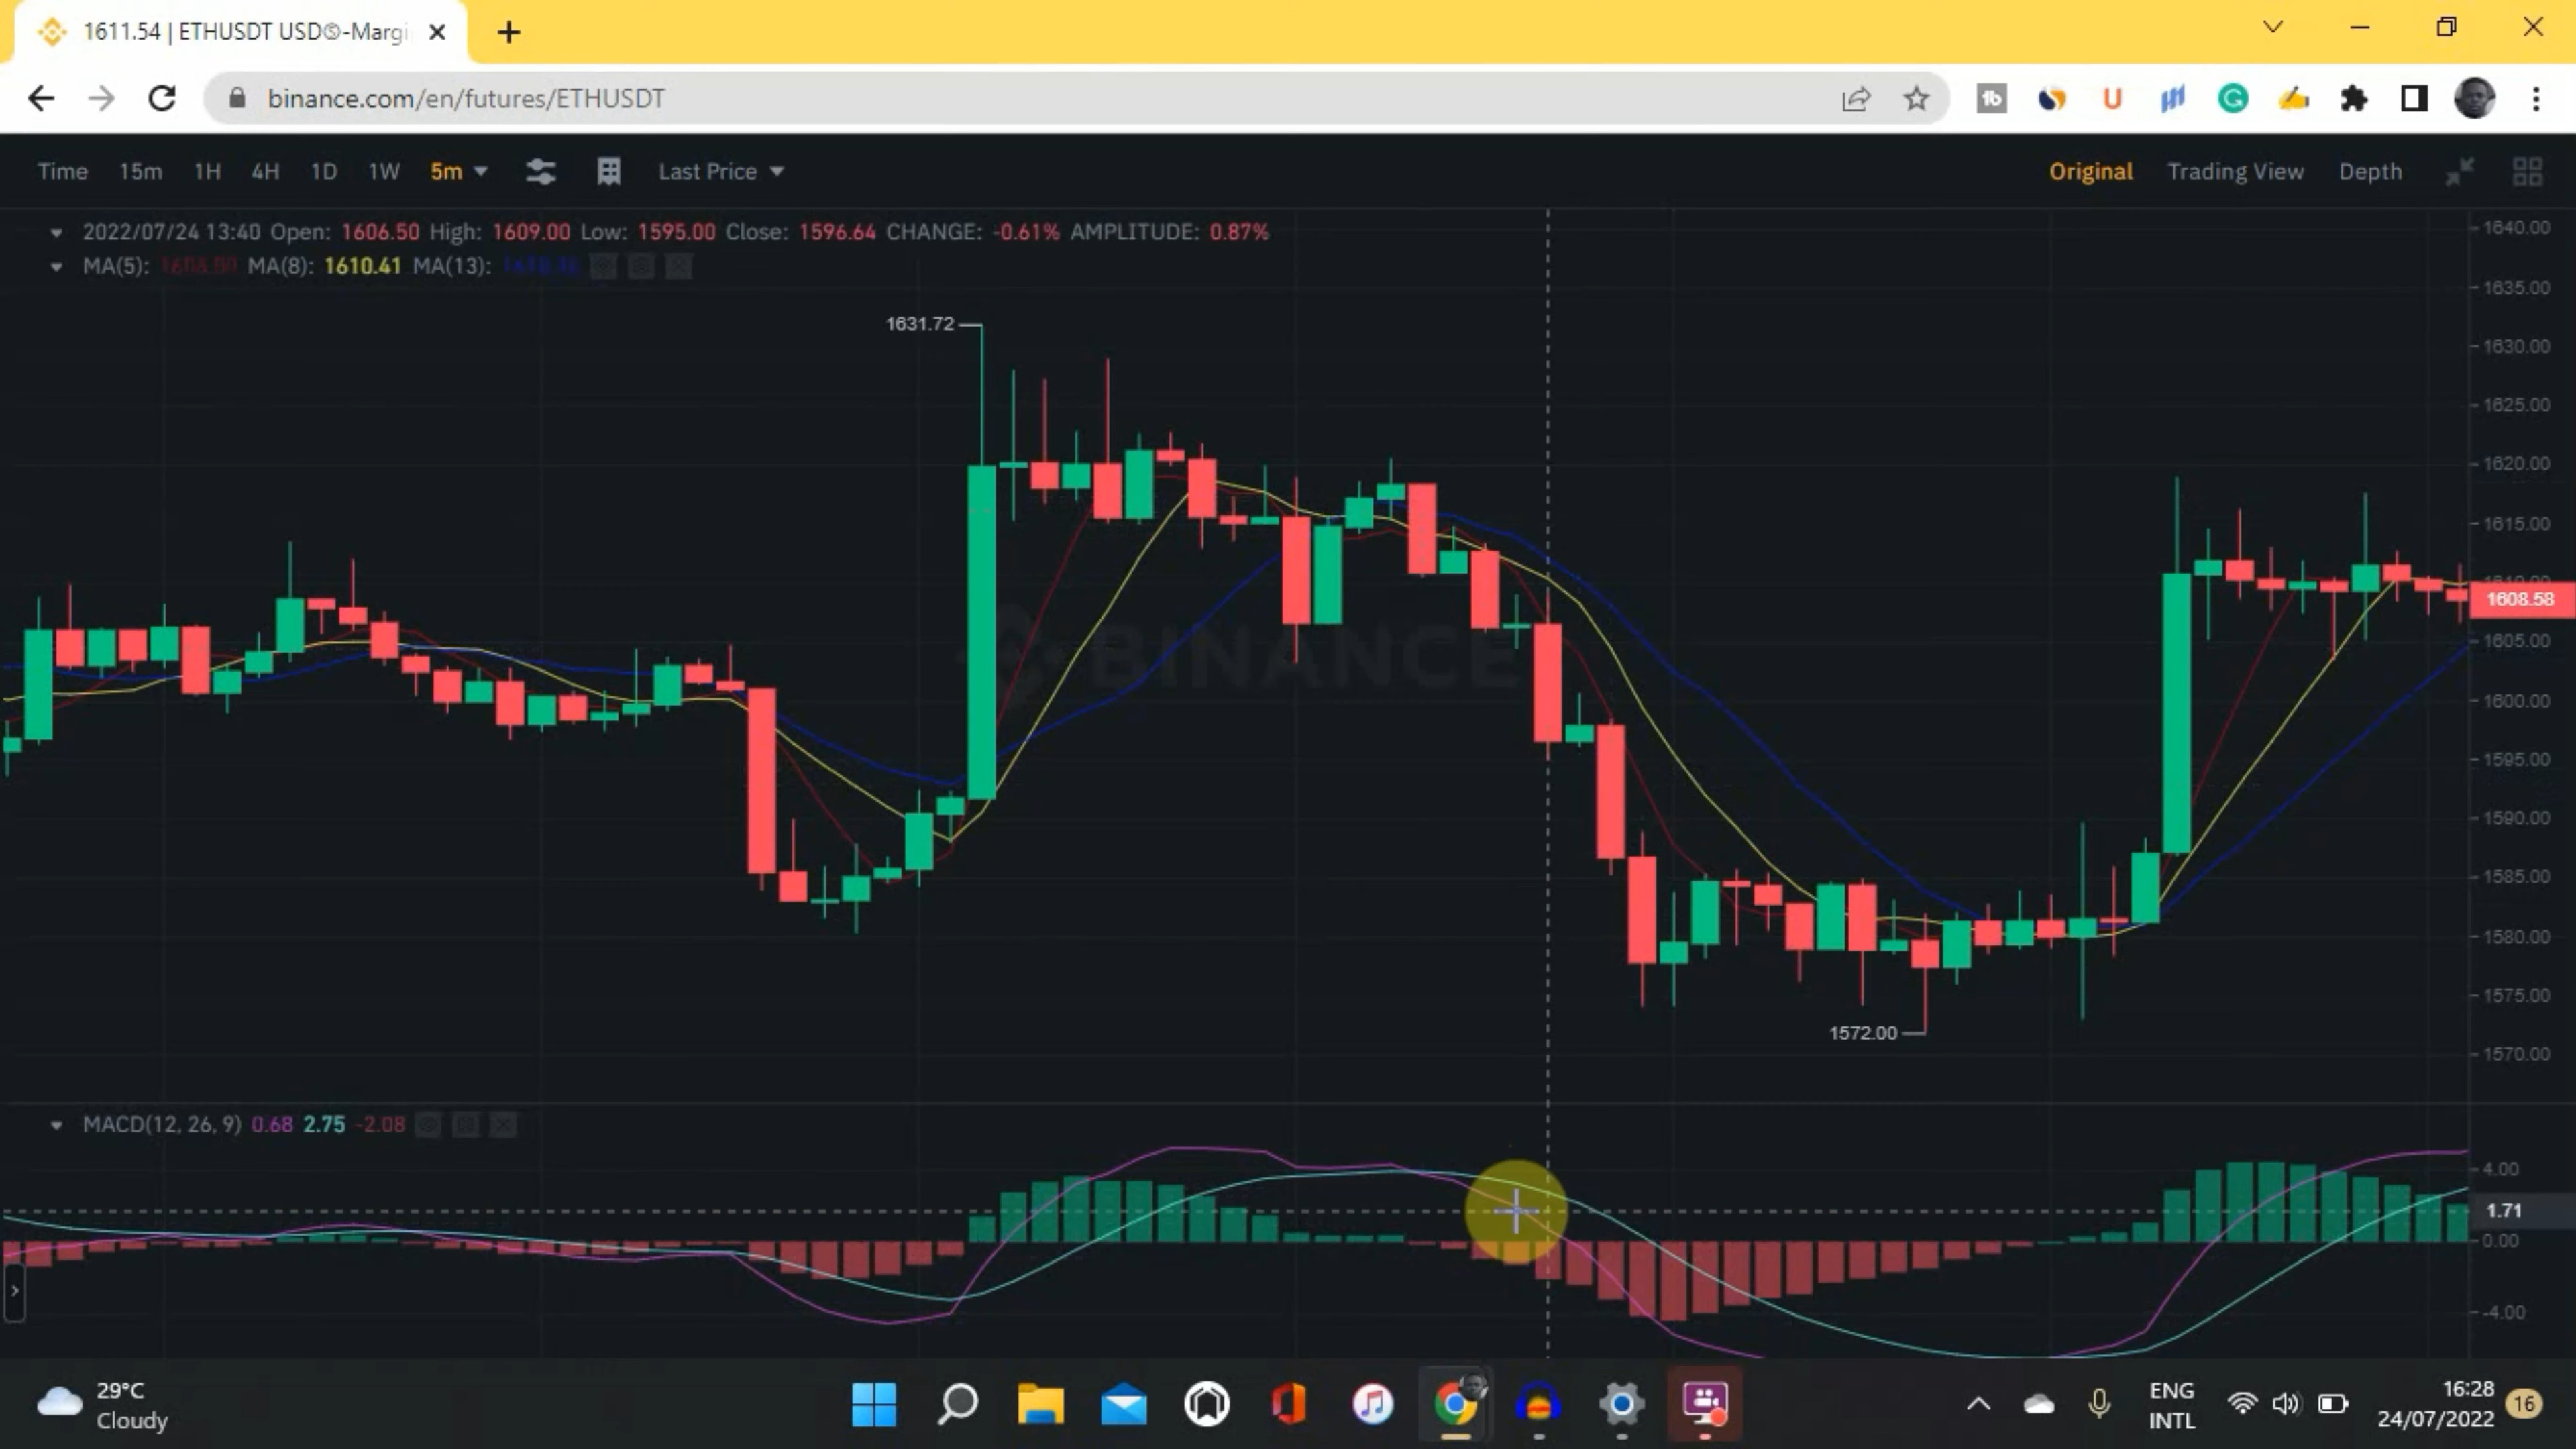 1611.54 | ETHUSDT USDⓈ-Margi
binance.com/en/futures/ETHUSDT
Time 15m 1H 4H 1D 1W 5m Last Price Original Trading View Depth
2022/07/24 13:40 Open: 1606.50 High: 1609.00 Low: 1595.00 Close: 1596.64 CHANGE: -0.61% AMPLITUDE: 0.87%
MA(5): MA(8): 1610.41 MA(13):
1640.00
1635.00
1631.72
1630.00
1625.00
1620.00
1615.00
1610.00
1608.58
1605.00
BINANCE
1600.00
1595.00
1590.00
1585.00
1580.00
1575.00
1572.00
1570.00
MACD(12, 26, 9) 0.68 2.75 -2.08
4.00
1.71
0.00
-4.00
29°C
Cloudy
ENG
INTL
16:28
24/07/2022
16